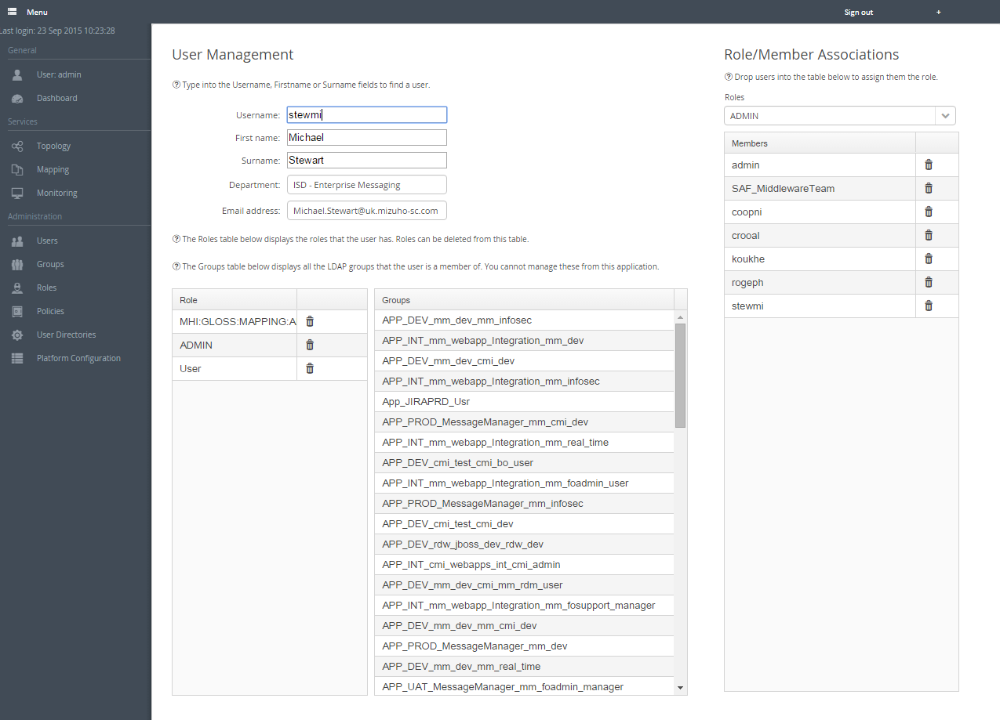 Menu
Sign out
+
Last login: 23 Sep 2015 10:23:28
General
User: admin
Dashboard
Services
Topology
Mapping
Monitoring
Administration
Users
Groups
Roles
Policies
User Directories
Platform Configuration
User Management
? Type into the Username, Firstname or Surname fields to find a user.
Username: stewmi
First name: Michael
Surname: Stewart
Department: ISD - Enterprise Messaging
Email address: Michael.Stewart@uk.mizuho-sc.com
? The Roles table below displays the roles that the user has. Roles can be deleted from this table.
? The Groups table below displays all the LDAP groups that the user is a member of. You cannot manage these from this application.
Role
MHI:GLOSS:MAPPING:A
ADMIN
User
Groups
APP_DEV_mm_dev_mm_infosec
APP_INT_mm_webapp_Integration_mm_dev
APP_DEV_mm_dev_cmi_dev
APP_INT_mm_webapp_Integration_mm_infosec
App_JIRAPRD_Usr
APP_PROD_MessageManager_mm_cmi_dev
APP_INT_mm_webapp_Integration_mm_real_time
APP_DEV_cmi_test_cmi_bo_user
APP_INT_mm_webapp_Integration_mm_foadmin_user
APP_PROD_MessageManager_mm_infosec
APP_DEV_cmi_test_cmi_dev
APP_DEV_rdw_jboss_dev_rdw_dev
APP_INT_cmi_webapps_int_cmi_admin
APP_DEV_mm_dev_cmi_mm_rdm_user
APP_INT_mm_webapp_Integration_mm_fosupport_manager
APP_DEV_mm_dev_mm_cmi_dev
APP_PROD_MessageManager_mm_dev
APP_DEV_mm_dev_mm_real_time
APP_UAT_MessageManager_mm_foadmin_manager
Role/Member Associations
? Drop users into the table below to assign them the role.
Roles
ADMIN
Members
admin
SAF_MiddlewareTeam
coopni
crooal
koukhe
rogeph
stewmi